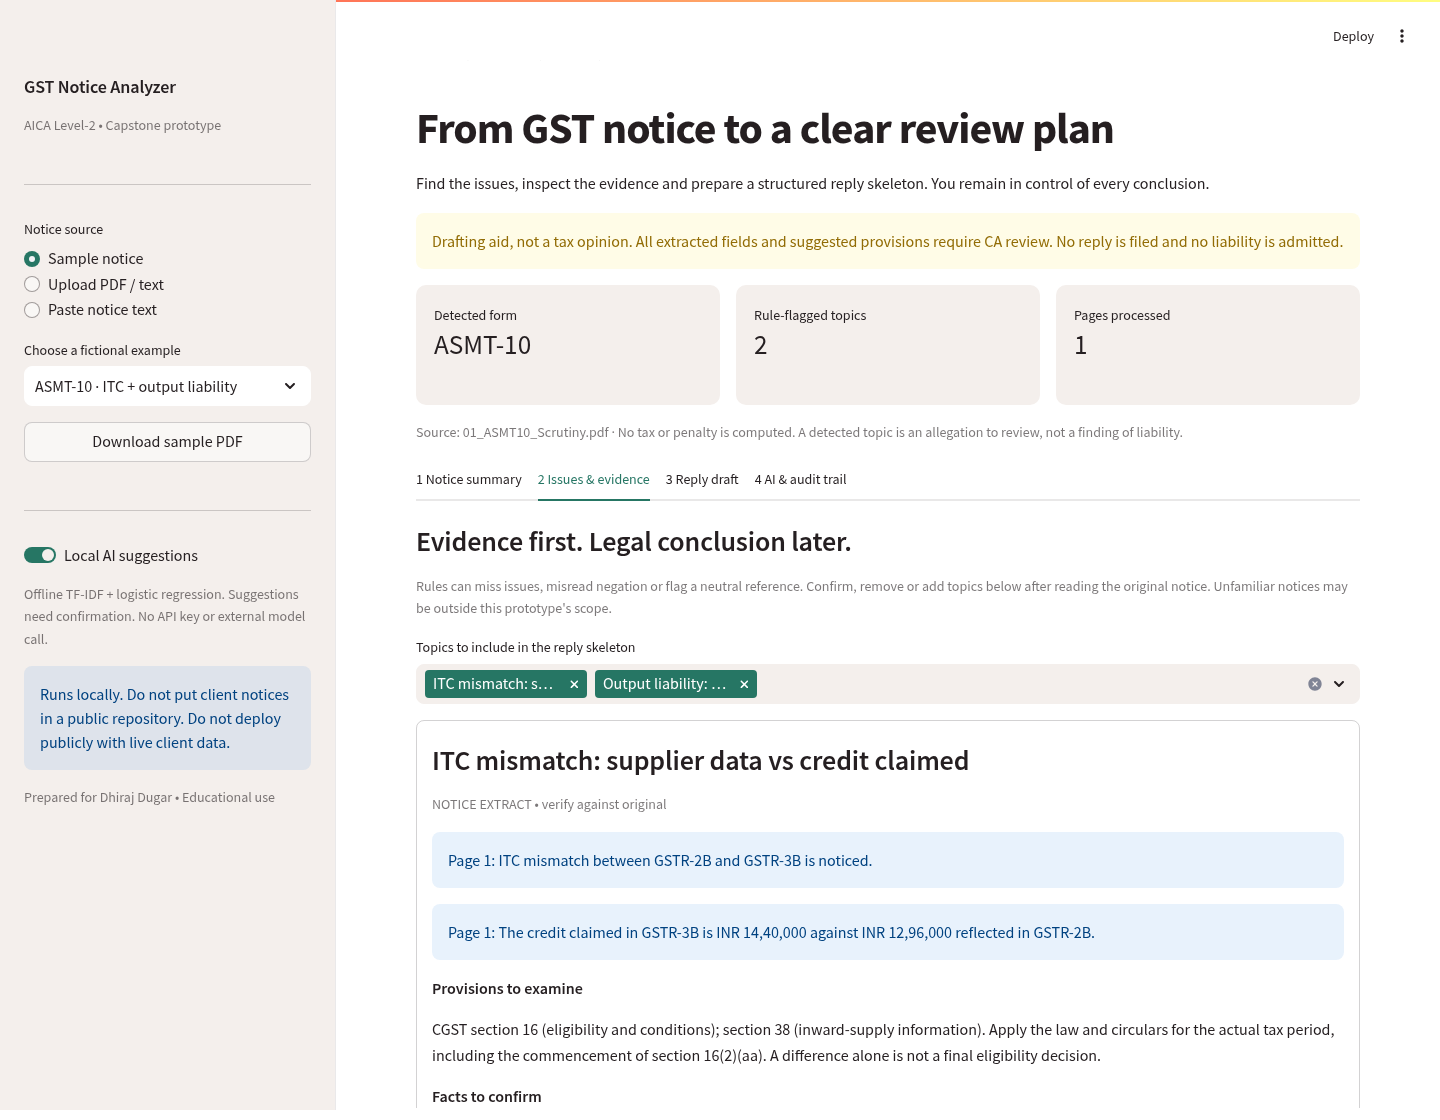 GST Notice Analyzer
AICA Level-2 • Capstone prototype
Notice source
Sample notice
Upload PDF / text
Paste notice text
Choose a fictional example
ASMT-10 · ITC + output liability
Download sample PDF
Local AI suggestions
Offline TF-IDF + logistic regression. Suggestions
need confirmation. No API key or external model
call.
Runs locally. Do not put client notices
in a public repository. Do not deploy
publicly with live client data.
Prepared for Dhiraj Dugar • Educational use
Deploy
From GST notice to a clear review plan
Find the issues, inspect the evidence and prepare a structured reply skeleton. You remain in control of every conclusion.
Drafting aid, not a tax opinion. All extracted fields and suggested provisions require CA review. No reply is filed and no liability is admitted.
Detected form
ASMT-10
Rule-flagged topics
2
Pages processed
1
Source: 01_ASMT10_Scrutiny.pdf · No tax or penalty is computed. A detected topic is an allegation to review, not a finding of liability.
1 Notice summary
2 Issues & evidence
3 Reply draft
4 AI & audit trail
Evidence first. Legal conclusion later.
Rules can miss issues, misread negation or flag a neutral reference. Confirm, remove or add topics below after reading the original notice. Unfamiliar notices may
be outside this prototype's scope.
Topics to include in the reply skeleton
ITC mismatch: s…
Output liability: …
ITC mismatch: supplier data vs credit claimed
NOTICE EXTRACT • verify against original
Page 1: ITC mismatch between GSTR-2B and GSTR-3B is noticed.
Page 1: The credit claimed in GSTR-3B is INR 14,40,000 against INR 12,96,000 reflected in GSTR-2B.
Provisions to examine
CGST section 16 (eligibility and conditions); section 38 (inward-supply information). Apply the law and circulars for the actual tax period,
including the commencement of section 16(2)(aa). A difference alone is not a final eligibility decision.
Facts to confirm